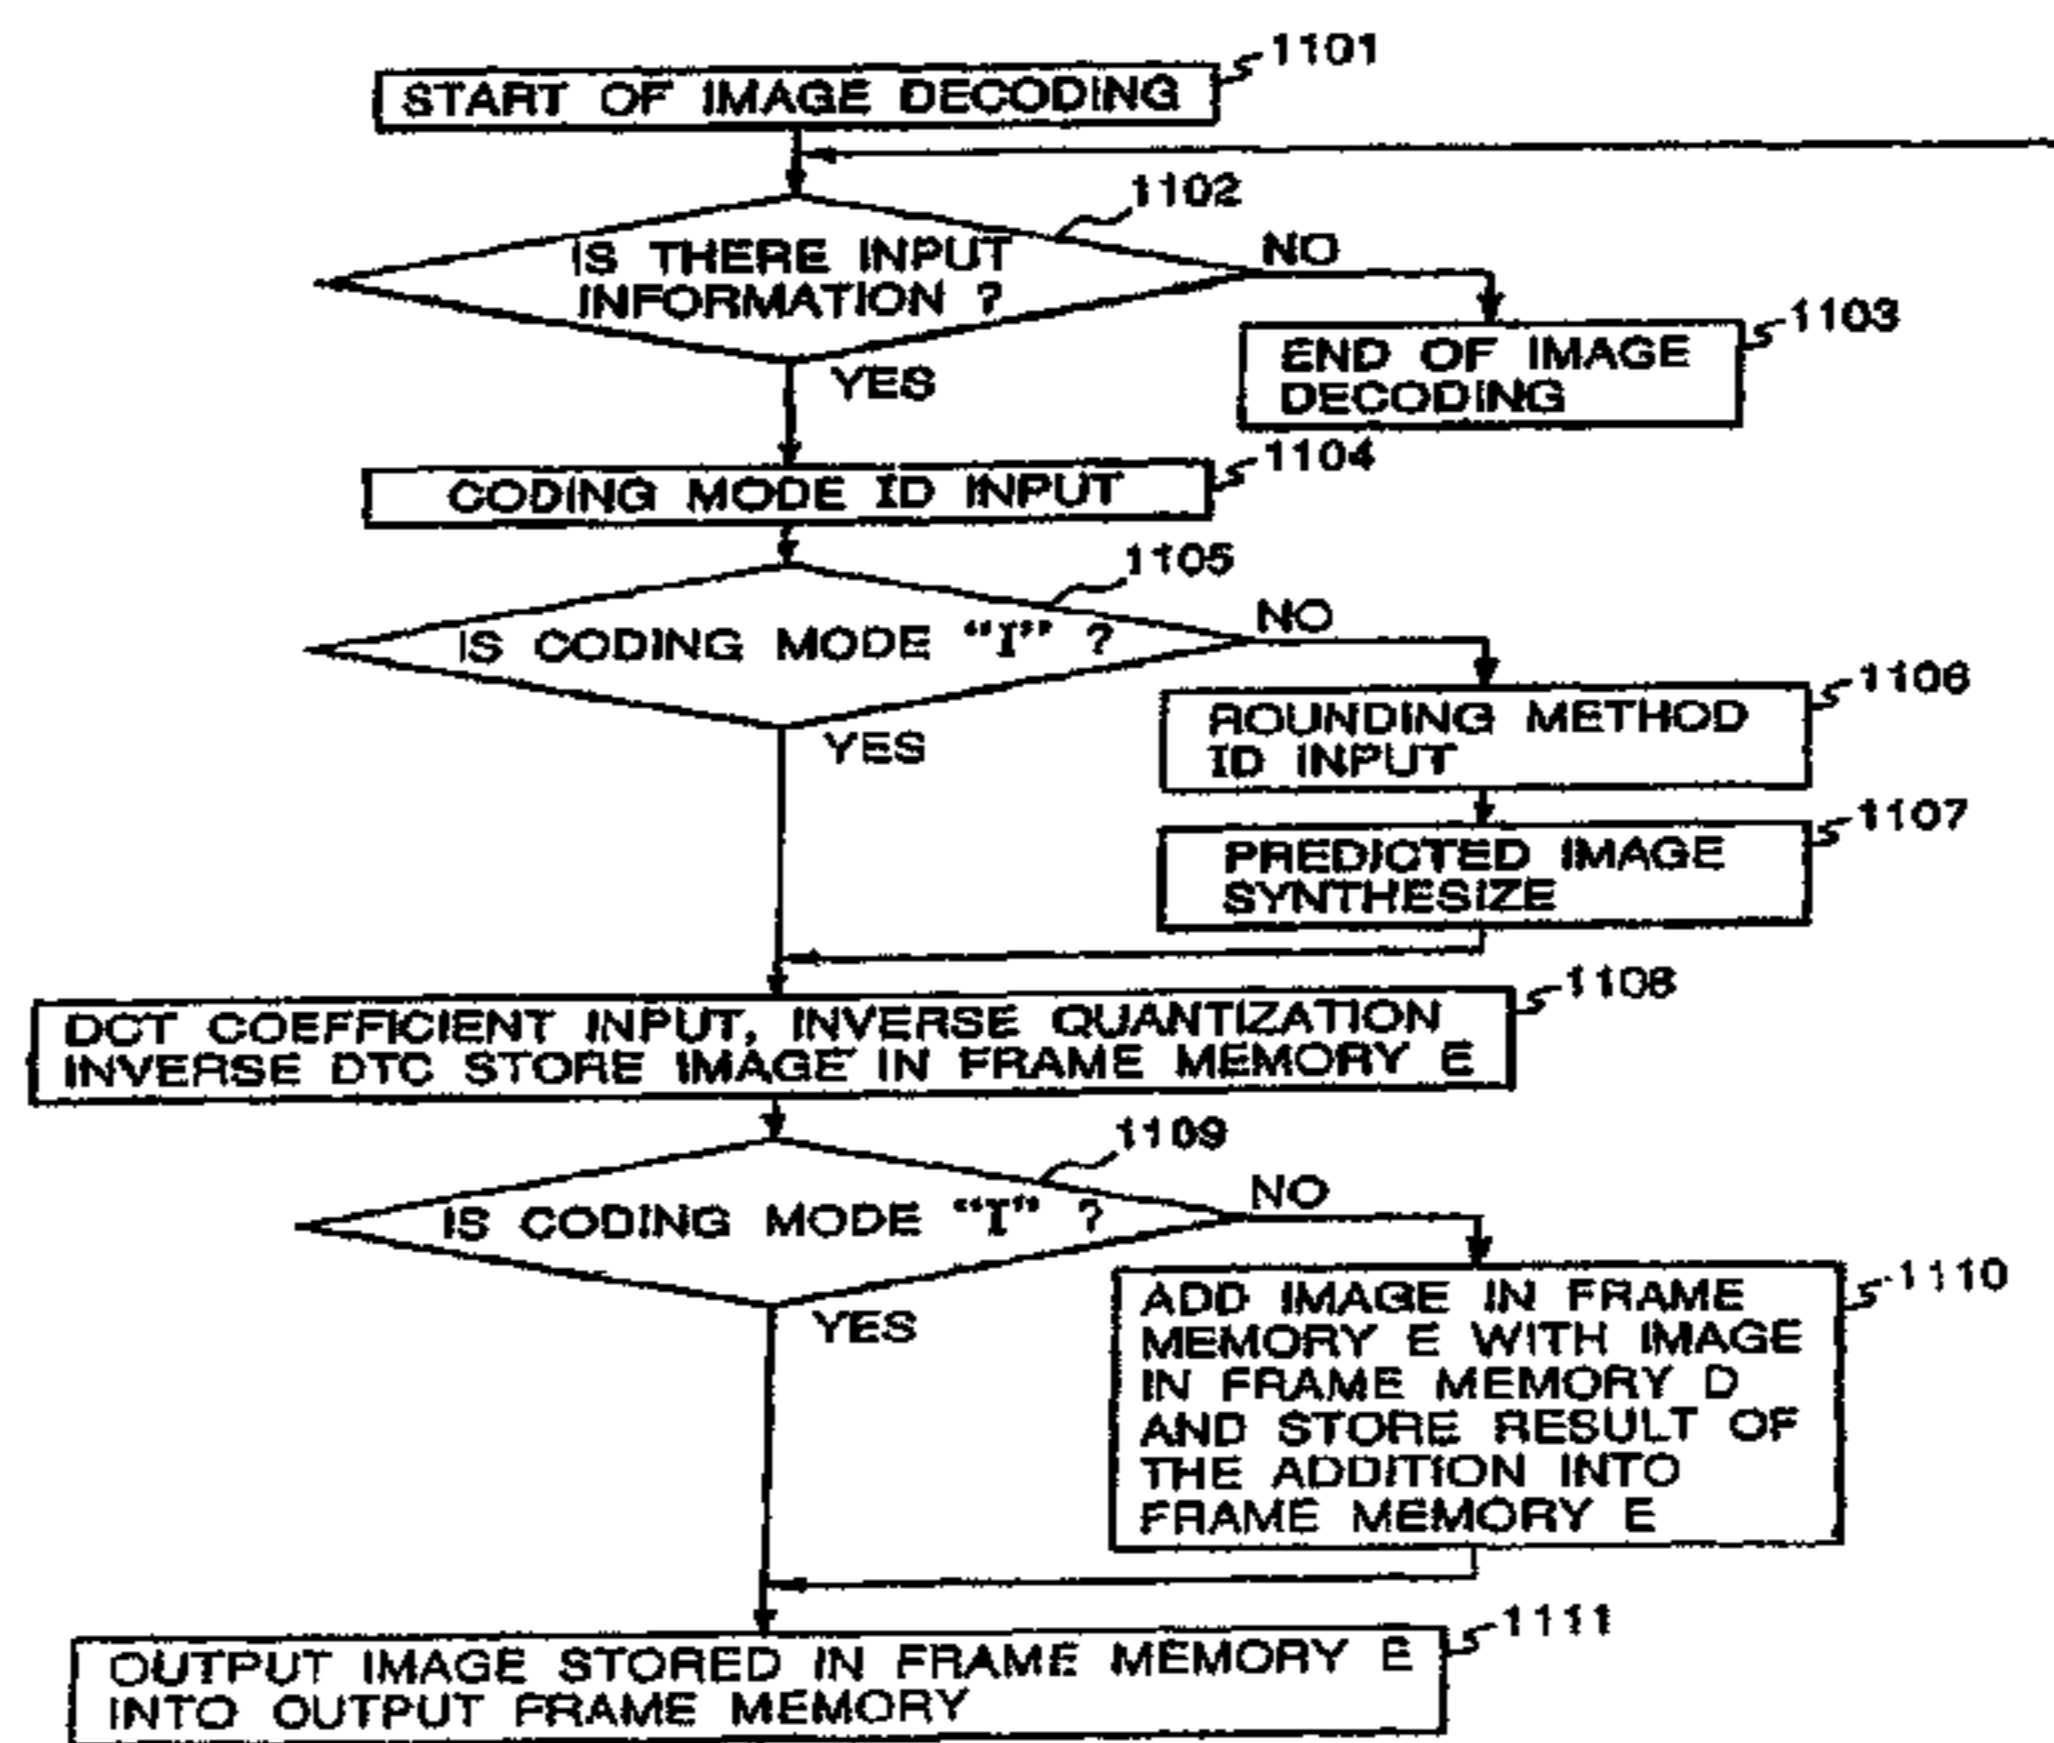 1101
START OF IMAGE DECODING
1102
IS THERE INPUT
INFORMATION ?
NO
YES
1103
END OF IMAGE
DECODING
1104
CODING MODE ID INPUT
1105
IS CODING MODE "I" ?
NO
YES
1106
ROUNDING METHOD
ID INPUT
1107
PREDICTED IMAGE
SYNTHESIZE
1108
DCT COEFFICIENT INPUT, INVERSE QUANTIZATION
INVERSE DTC STORE IMAGE IN FRAME MEMORY E
1109
IS CODING MODE "I" ?
NO
YES
1110
ADD IMAGE IN FRAME
MEMORY E WITH IMAGE
IN FRAME MEMORY D
AND STORE RESULT OF
THE ADDITION INTO
FRAME MEMORY E
1111
OUTPUT IMAGE STORED IN FRAME MEMORY E
INTO OUTPUT FRAME MEMORY